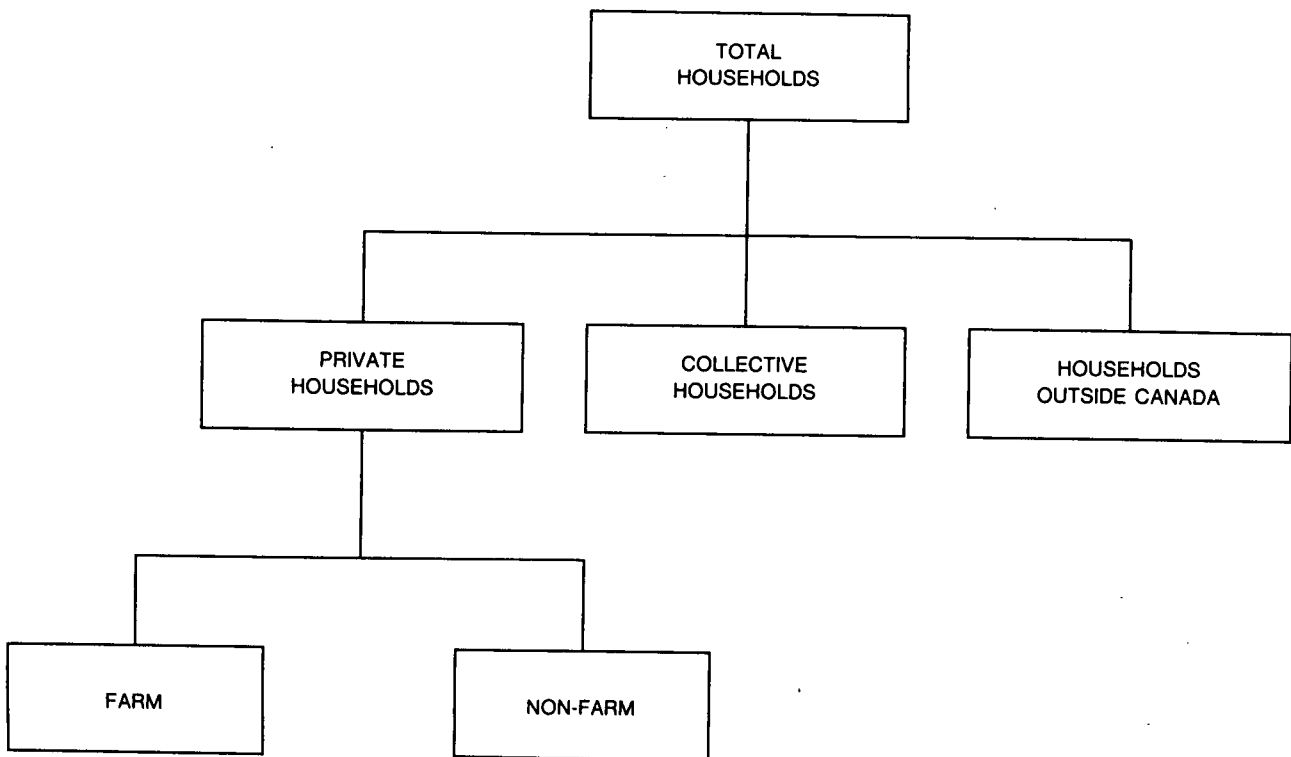 TOTAL
HOUSEHOLDS
PRIVATE
HOUSEHOLDS
COLLECTIVE
HOUSEHOLDS
HOUSEHOLDS
OUTSIDE CANADA
FARM
NON-FARM